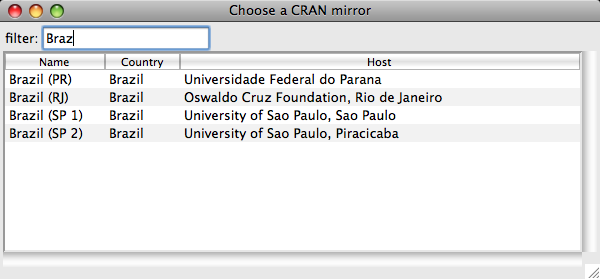 Choose a CRAN mirror
filter: Braz
Name Country Host
Brazil (PR) Brazil Universidade Federal do Parana
Brazil (RJ) Brazil Oswaldo Cruz Foundation, Rio de Janeiro
Brazil (SP 1) Brazil University of Sao Paulo, Sao Paulo
Brazil (SP 2) Brazil University of Sao Paulo, Piracicaba